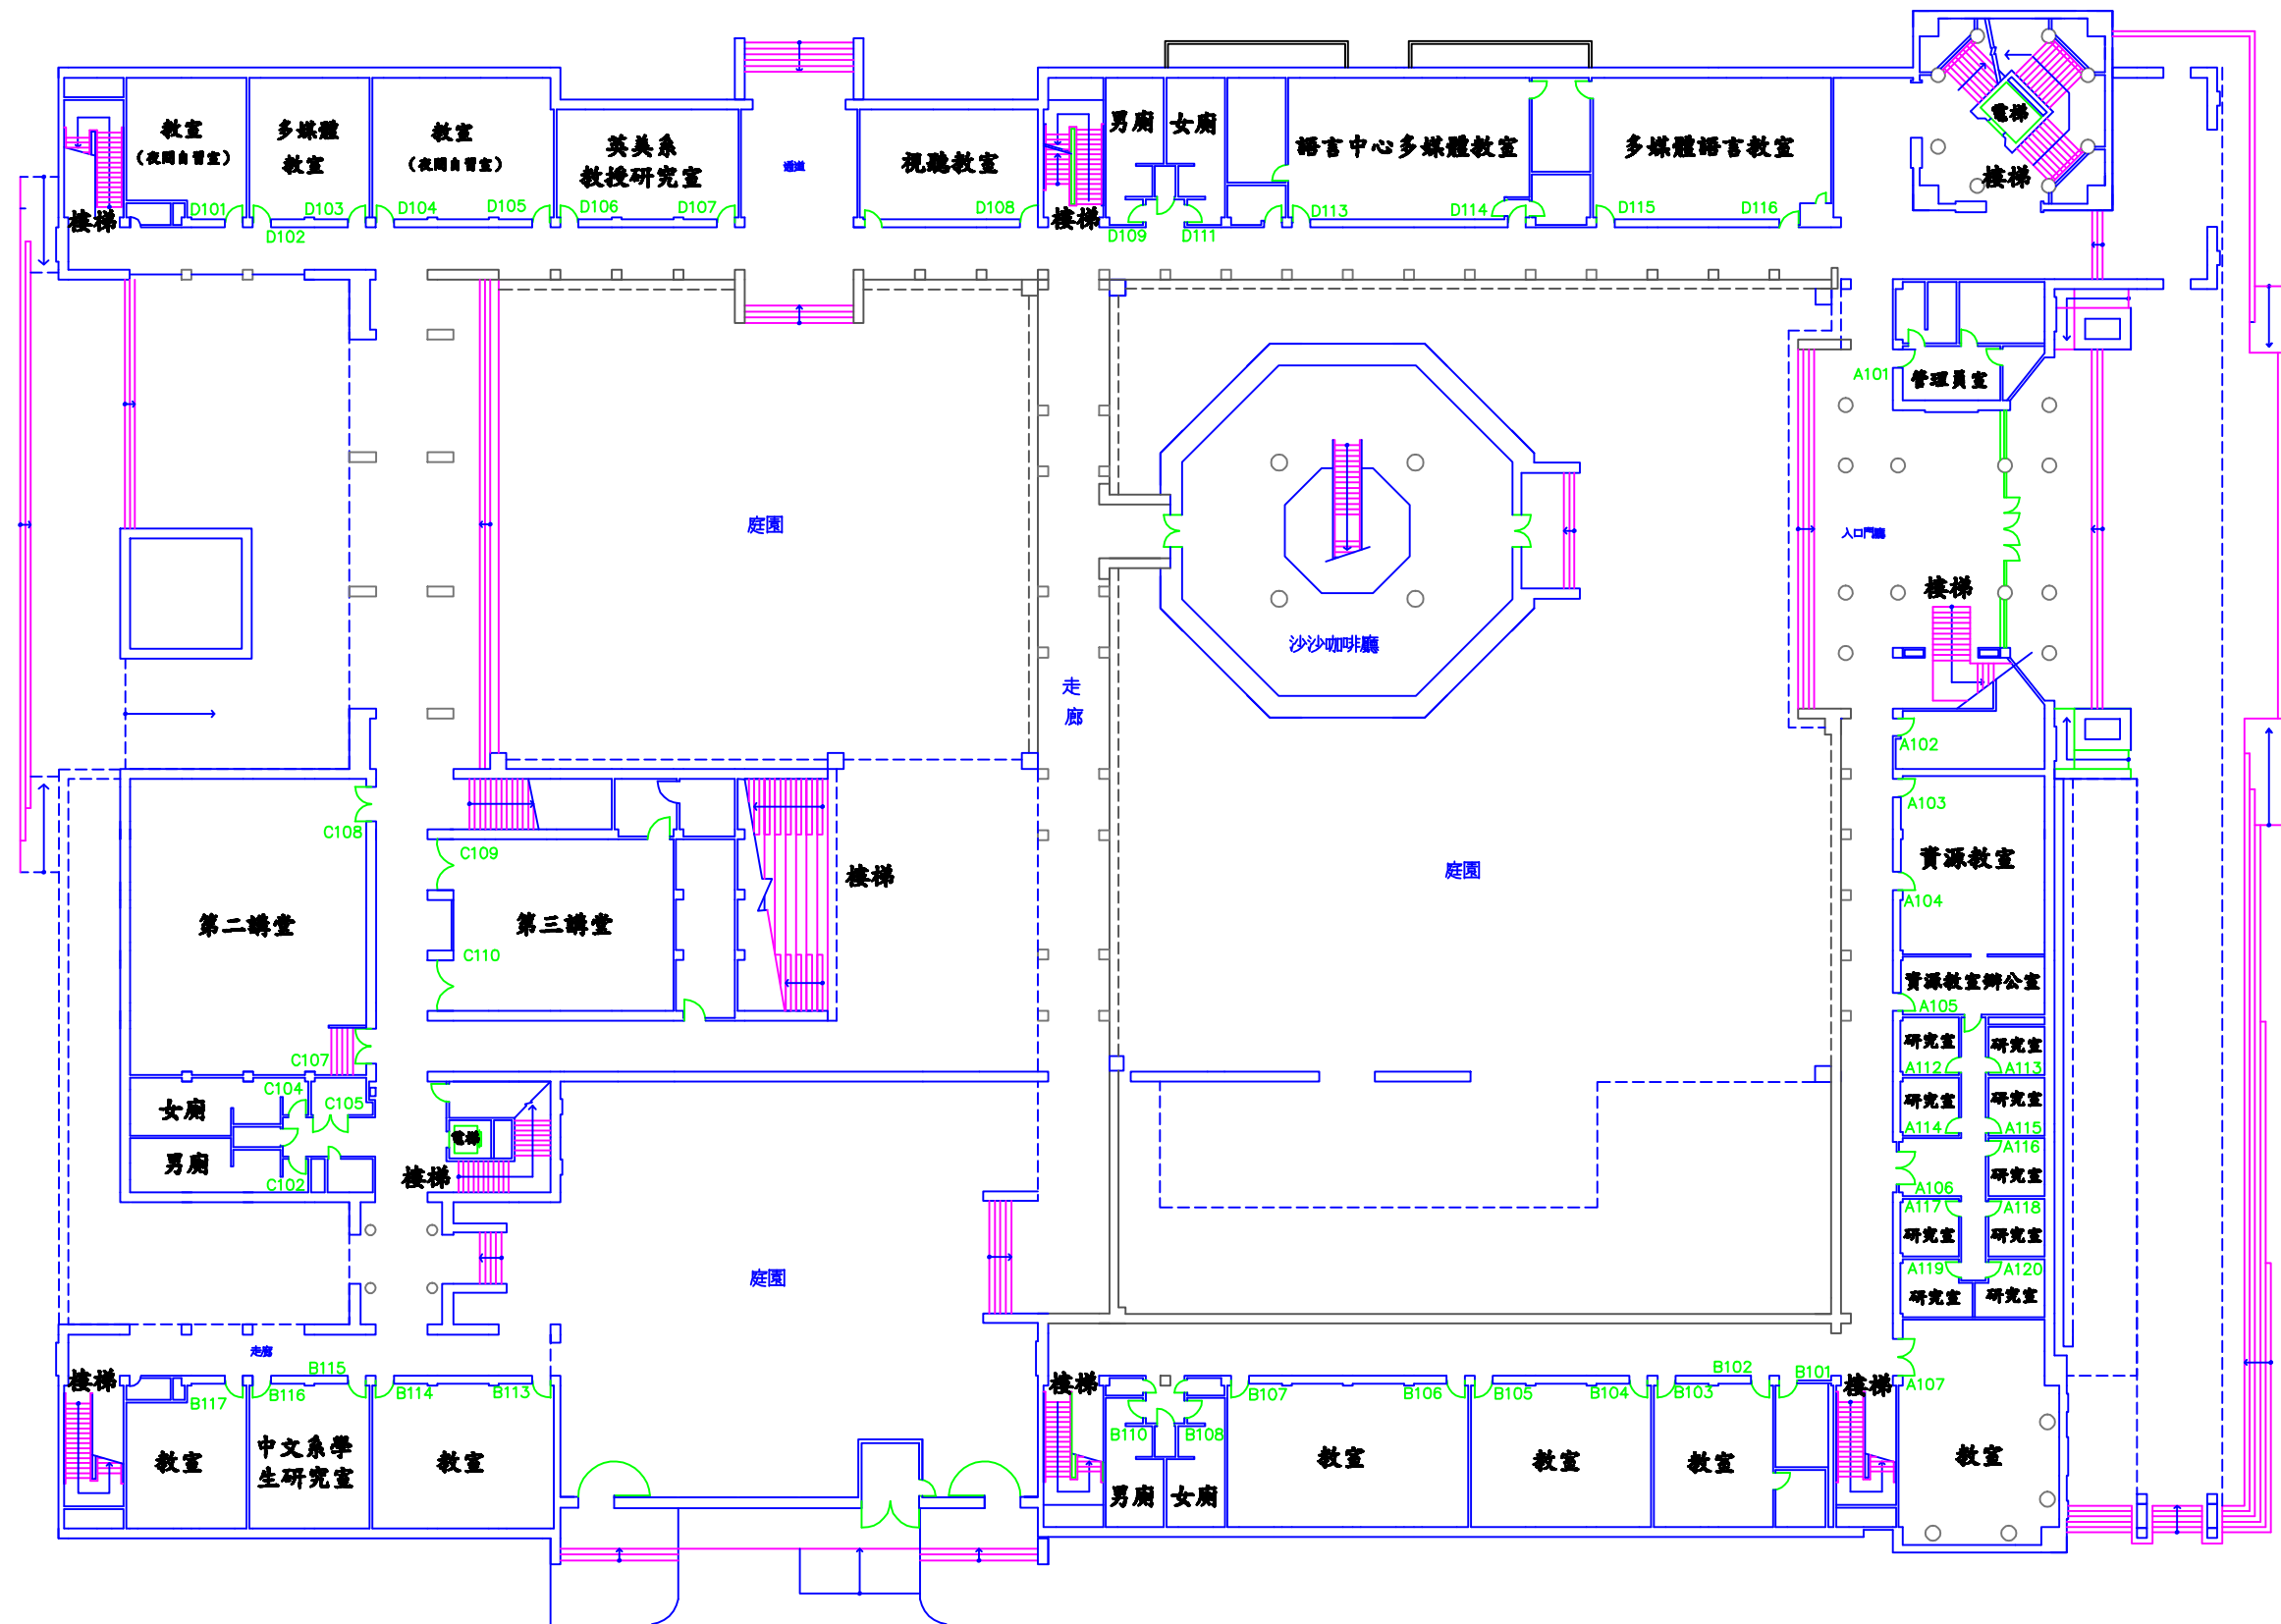 電梯
樓梯
教室
（夜間自習室）
多媒體
教室
教室
（夜間自習室）
英美系
教授研究室
通道
視聽教室
男廁
女廁
語言中心多媒體教室
多媒體語言教室
樓梯
D101
D102
D103
D104
D105
D106
D107
D108
樓梯
D109
D111
D113
D114
D115
D116
A101
管理員室
庭園
入口門廳
樓梯
沙沙咖啡廳
走
廊
A102
A103
C108
C109
資源教室
庭園
樓梯
A104
第二講堂
第三講堂
C110
資源教室辦公室
A105
研究室
研究室
C107
A112
A113
C104
C105
女廁
研究室
研究室
A114
A115
電梯
男廁
樓梯
C102
A116
研究室
A106
A117
A118
研究室
研究室
庭園
A119
A120
研究室
研究室
走廊
樓梯
B115
B116
B117
B114
B113
樓梯
B102
B101
樓梯
A107
B107
B106
B105
B104
B103
B110
B108
教室
中文系學
生研究室
教室
教室
教室
教室
教室
男廁
女廁